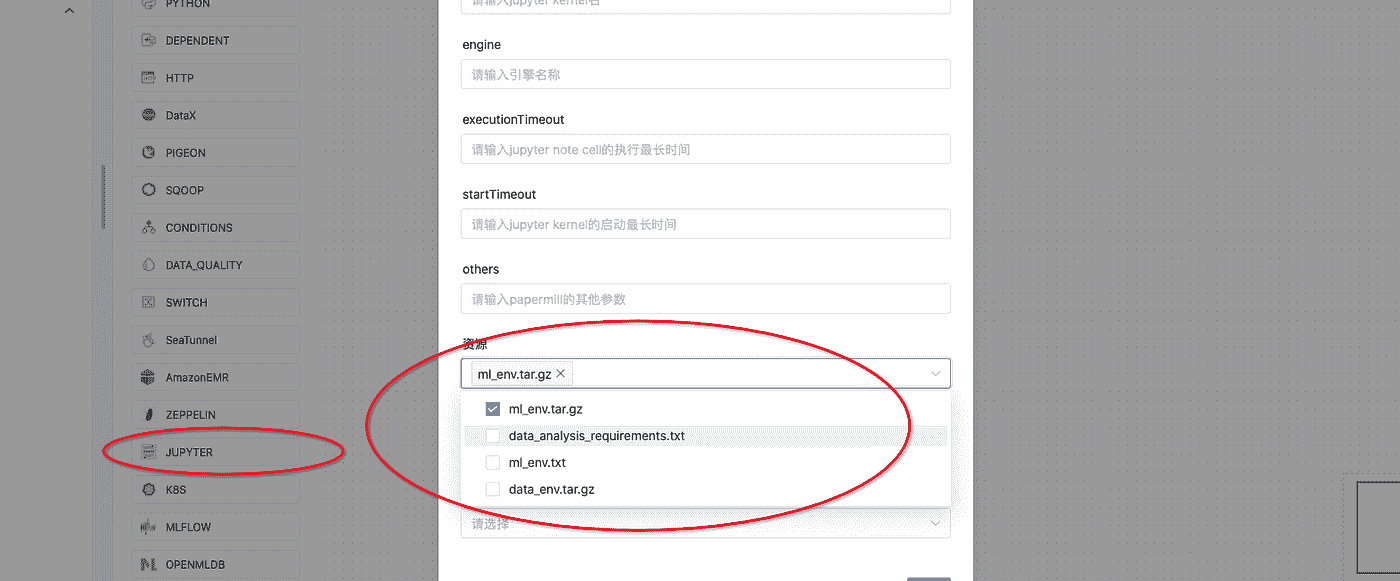 PYTHON
DEPENDENT
HTTP
DataX
PIGEON
SQOOP
CONDITIONS
DATA_QUALITY
SWITCH
SeaTunnel
AmazonEMR
ZEPPELIN
JUPYTER
K8S
MLFLOW
OPENMLDB
请输入jupyter kernel名
engine
请输入引擎名称
executionTimeout
请输入jupyter note cell的执行最长时间
startTimeout
请输入jupyter kernel的启动最长时间
others
请输入papermill的其他参数
资源
ml_env.tar.gz
ml_env.tar.gz
data_analysis_requirements.txt
ml_env.txt
data_env.tar.gz
请选择